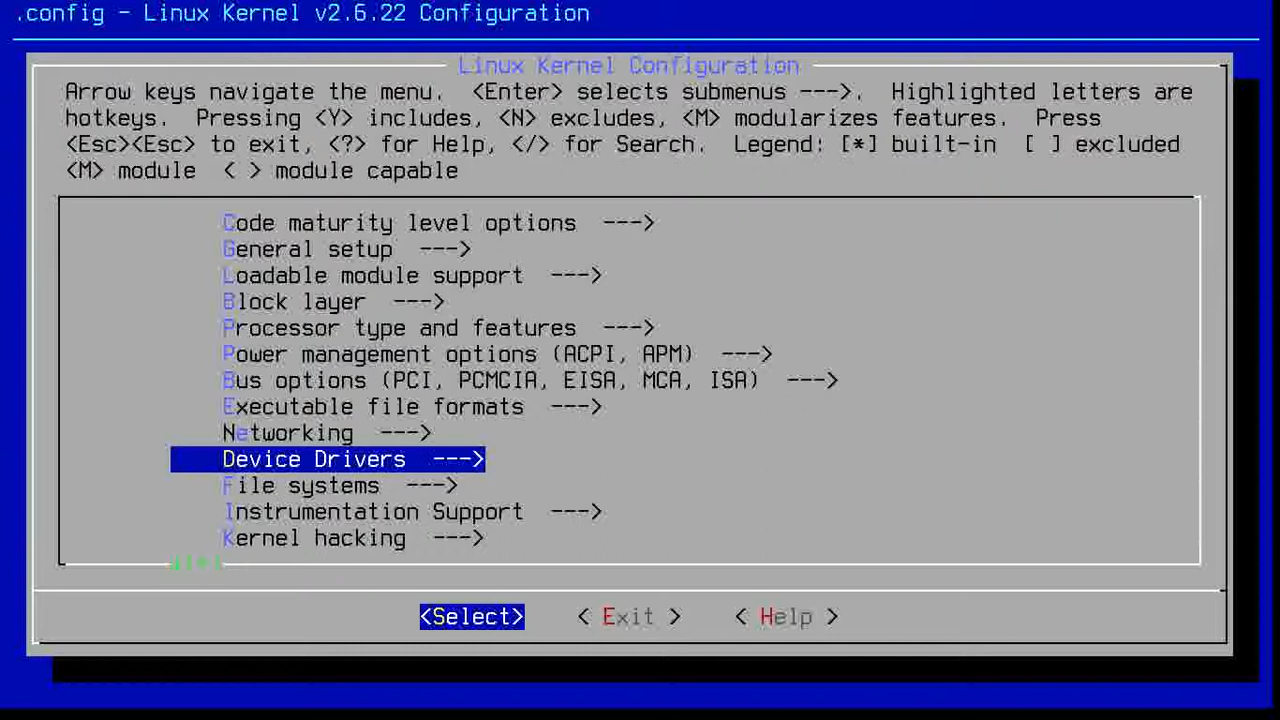 .config - Linux Kernel v2.6.22 Configuration
Linux Kernel Configuration
Arrow keys navigate the menu.  <Enter> selects submenus --->.  Highlighted letters are
hotkeys.  Pressing <Y> includes, <N> excludes, <M> modularizes features.  Press
<Esc><Esc> to exit, <?> for Help, </> for Search.  Legend: [*] built-in  [ ] excluded
<M> module  < > module capable
Code maturity level options  --->
General setup  --->
Loadable module support  --->
Block layer  --->
Processor type and features  --->
Power management options (ACPI, APM)  --->
Bus options (PCI, PCMCIA, EISA, MCA, ISA)  --->
Executable file formats  --->
Networking  --->
Device Drivers  --->
File systems  --->
Instrumentation Support  --->
Kernel hacking  --->
↓(+)
<Select>    < Exit >    < Help >